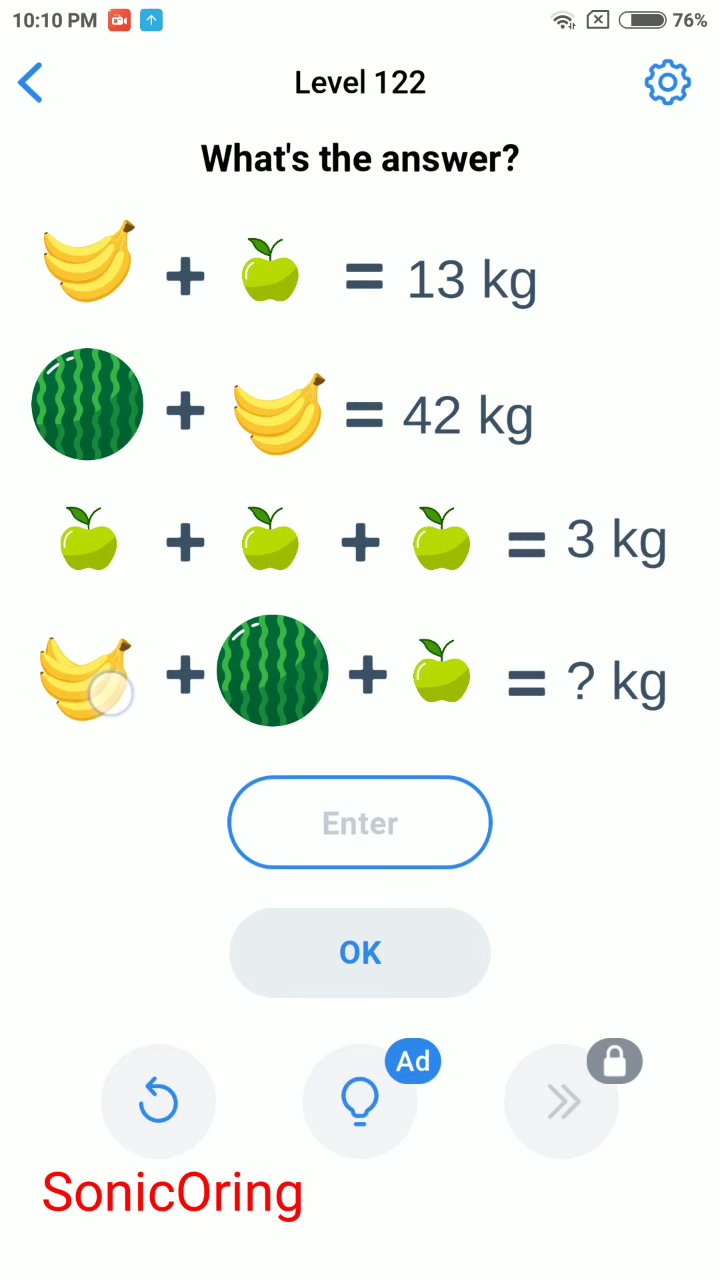 10:10 PM 76%
Level 122
What's the answer?
+ = 13 kg
+ = 42 kg
+ + = 3 kg
+ + = ? kg
Enter
OK
Ad
SonicOring